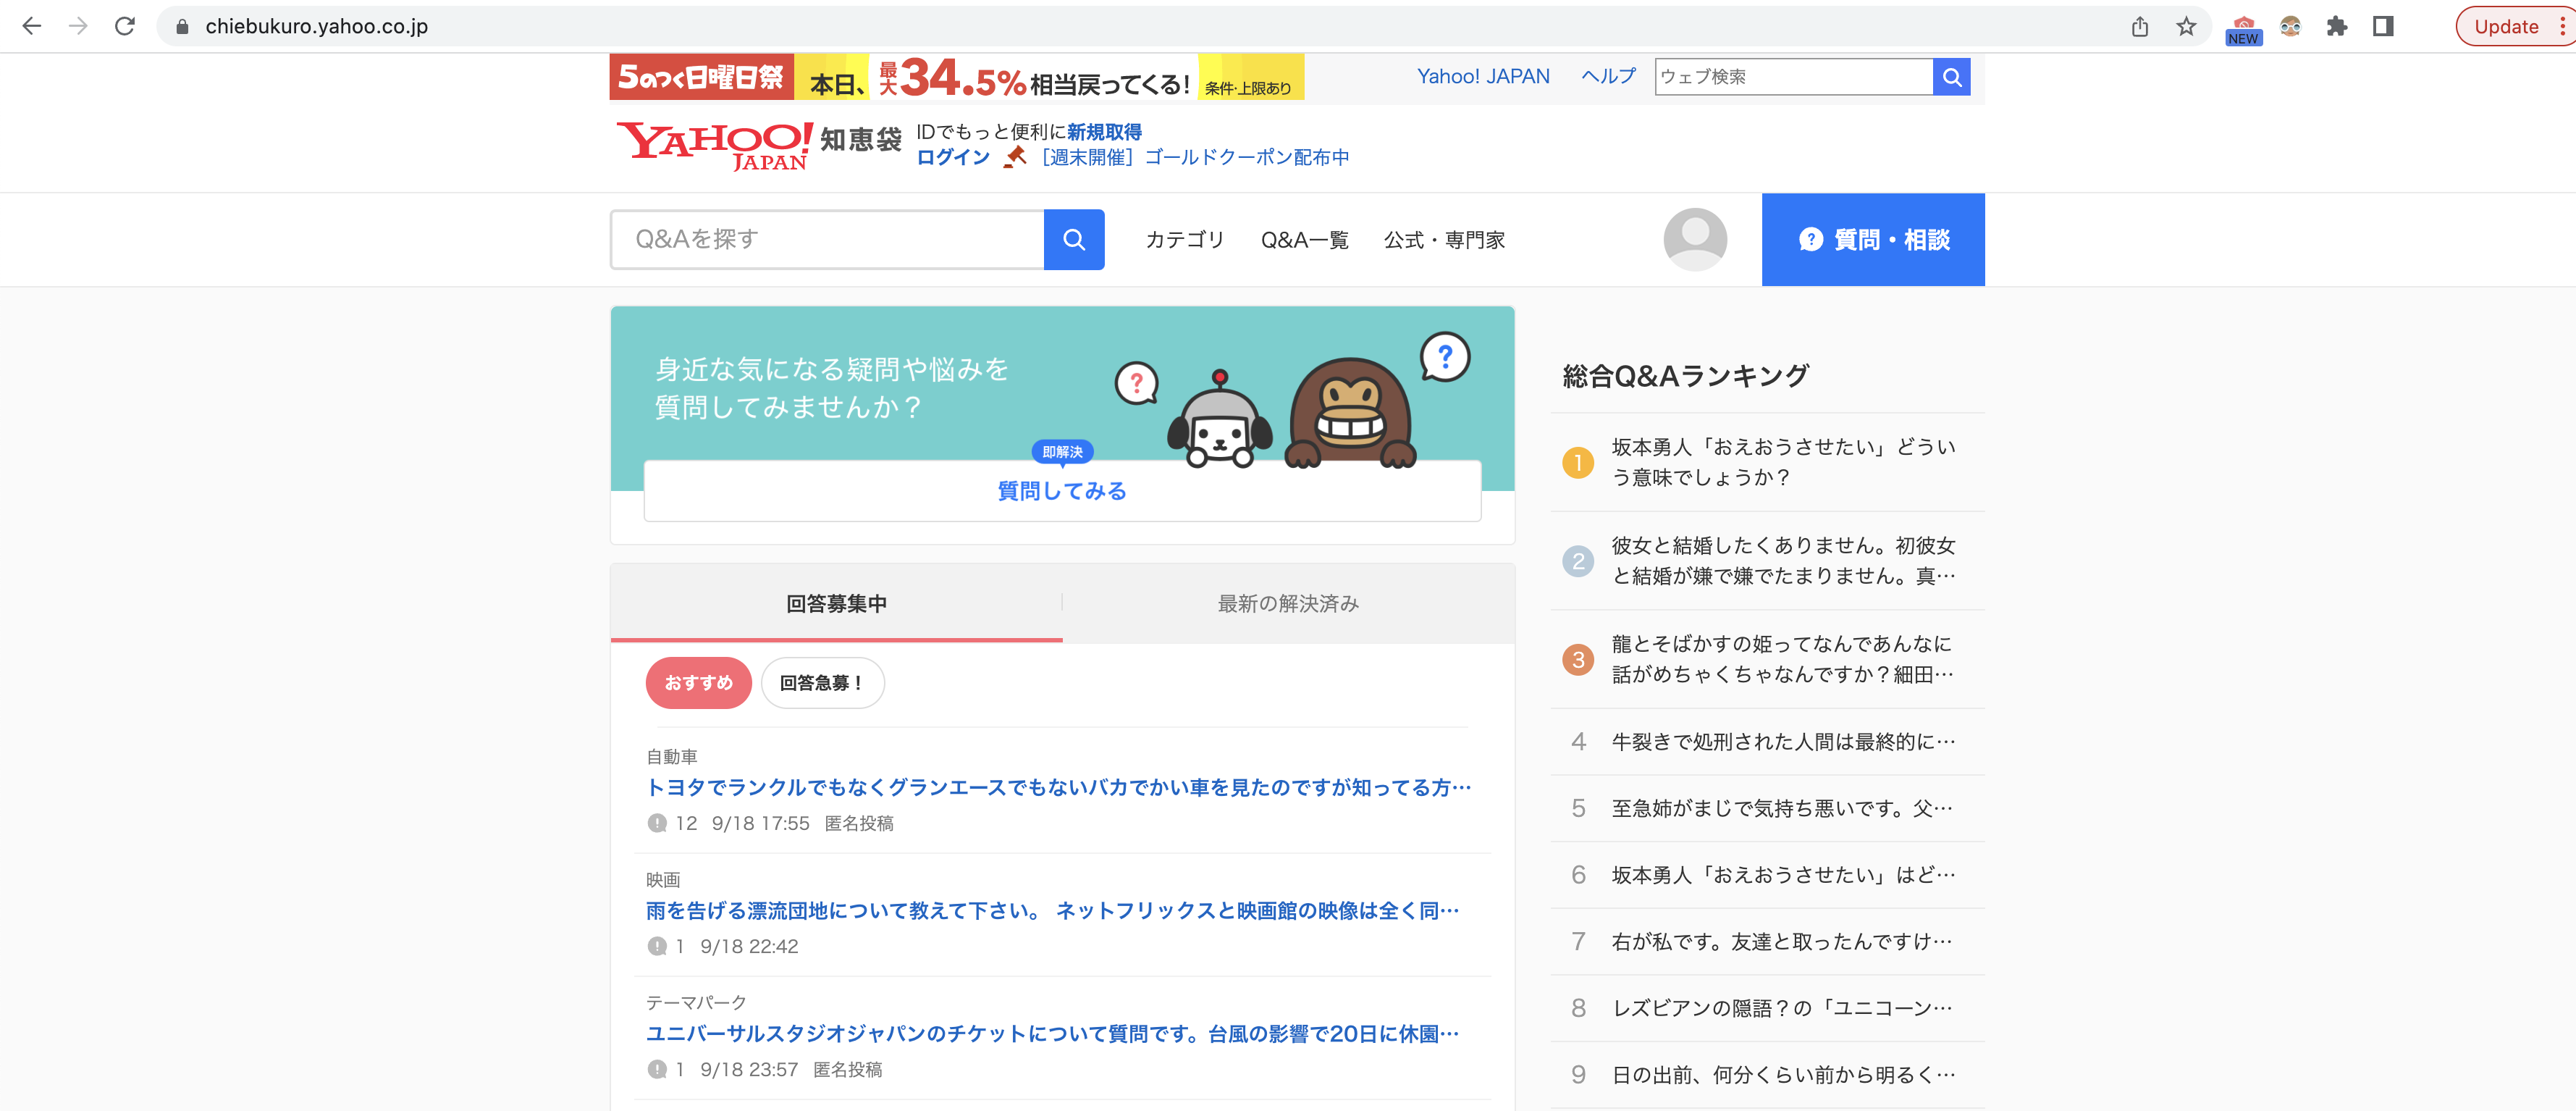 chiebukuro.yahoo.co.jp
NEW
Update
5のつく日曜日祭 本日、最大34.5%相当戻ってくる! 条件・上限あり
Yahoo! JAPAN ヘルプ ウェブ検索
YAHOO! JAPAN 知恵袋
IDでもっと便利に新規取得
ログイン [週末開催] ゴールドクーポン配布中
Q&Aを探す
カテゴリ Q&A一覧 公式・専門家
? 質問・相談
身近な気になる疑問や悩みを
質問してみませんか？
?
?
即解決
質問してみる
回答募集中
最新の解決済み
おすすめ
回答急募！
自動車
トヨタでランクルでもなくグランエースでもないバカでかい車を見たのですが知ってる方…
12 9/18 17:55 匿名投稿
映画
雨を告げる漂流団地について教えて下さい。 ネットフリックスと映画館の映像は全く同…
1 9/18 22:42
テーマパーク
ユニバーサルスタジオジャパンのチケットについて質問です。台風の影響で20日に休園…
1 9/18 23:57 匿名投稿
総合Q&Aランキング
1 坂本勇人「おえおうさせたい」どうい
う意味でしょうか？
2 彼女と結婚したくありません。初彼女
と結婚が嫌で嫌でたまりません。真…
3 龍とそばかすの姫ってなんであんなに
話がめちゃくちゃなんですか？細田…
4 牛裂きで処刑された人間は最終的に…
5 至急姉がまじで気持ち悪いです。父…
6 坂本勇人「おえおうさせたい」はど…
7 右が私です。友達と取ったんですけ…
8 レズビアンの隠語？の「ユニコーン…
9 日の出前、何分くらい前から明るく…